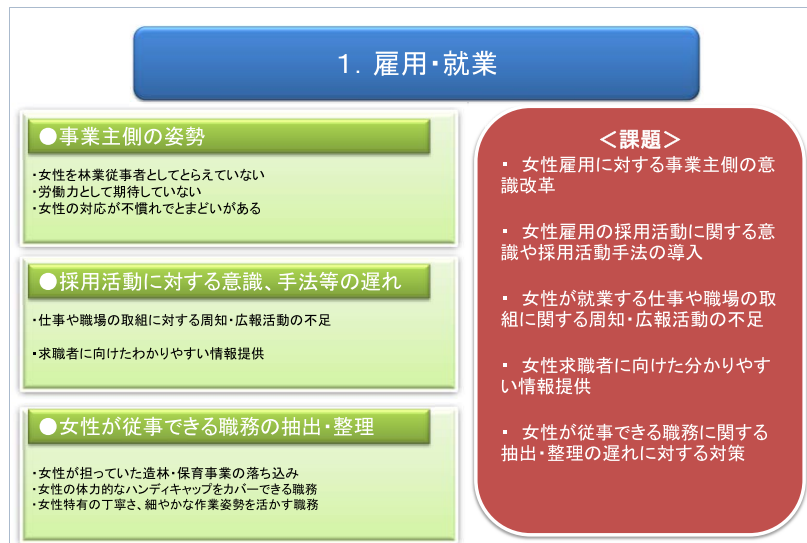 １．雇用・就業
●事業主側の姿勢
・女性を林業従事者としてとらえていない
・労働力として期待していない
・女性の対応が不慣れでとまどいがある
●採用活動に対する意識、手法等の遅れ
・仕事や職場の取組に対する周知・広報活動の不足
・求職者に向けたわかりやすい情報提供
●女性が従事できる職務の抽出・整理
・女性が担っていた造林・保育事業の落ち込み
・女性の体力的なハンディキャップをカバーできる職務
・女性特有の丁寧さ、細やかな作業姿勢を活かす職務
＜課題＞
・ 女性雇用に対する事業主側の意
識改革
・ 女性雇用の採用活動に関する意
識や採用活動手法の導入
・ 女性が就業する仕事や職場の取
組に関する周知・広報活動の不足
・ 女性求職者に向けた分かりやす
い情報提供
・ 女性が従事できる職務に関する
抽出・整理の遅れに対する対策